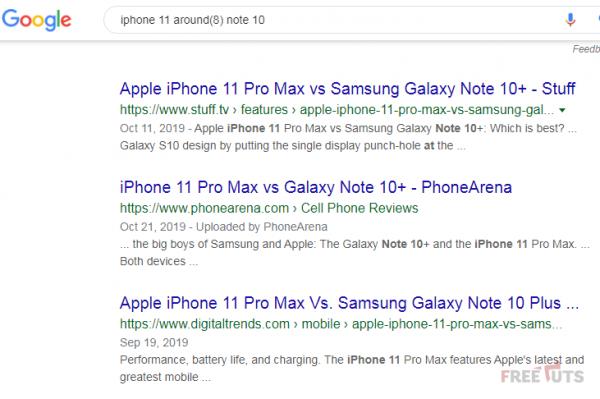 Google
iphone 11 around(8) note 10
Feedb
Apple iPhone 11 Pro Max vs Samsung Galaxy Note 10+ - Stuff
https://www.stuff.tv › features › apple-iphone-11-pro-max-vs-samsung-gal...
Oct 11, 2019 - Apple iPhone 11 Pro Max vs Samsung Galaxy Note 10+: Which is best? ...
Galaxy S10 design by putting the single display punch-hole at the ...
iPhone 11 Pro Max vs Galaxy Note 10+ - PhoneArena
https://www.phonearena.com › Cell Phone Reviews
Oct 21, 2019 - Uploaded by PhoneArena
... the big boys of Samsung and Apple: The Galaxy Note 10+ and the iPhone 11 Pro Max. ...
Both devices ...
Apple iPhone 11 Pro Max Vs. Samsung Galaxy Note 10 Plus ...
https://www.digitaltrends.com › mobile › apple-iphone-11-pro-max-vs-sams...
Sep 19, 2019
Performance, battery life, and charging. The iPhone 11 Pro Max features Apple's latest and
greatest mobile ...
FREETUTS